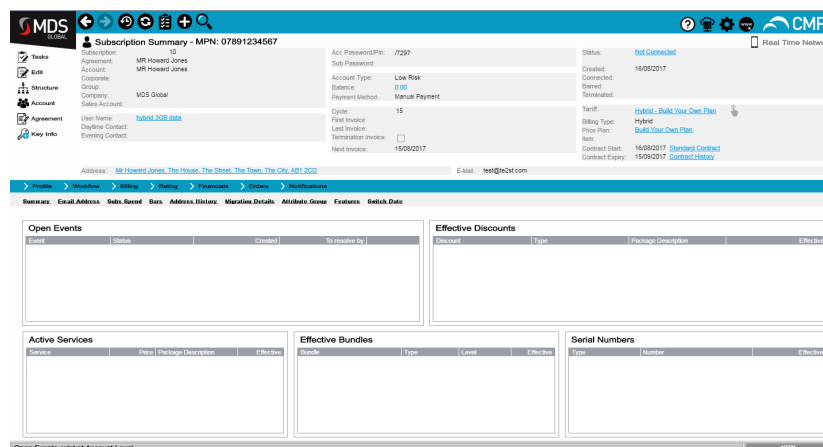 MDS
GLOBAL
www
CMP
Subscription Summary - MPN: 07891234567
Real Time Netwo
Tasks
Edit
Structure
Account
Agreement
Key Info
Subscription: 10
Agreement: MR Howard Jones
Account: MR Howard Jones
Corporate:
Group:
Company: MDS Global
Sales Account:
User Name: hybrid 3GB data
Daytime Contact:
Evening Contact:
Acc Password/Pin: /7297
Sub Password:
Account Type: Low Risk
Balance: 0.00
Payment Method: Manual Payment
Cycle: 15
First Invoice:
Last Invoice:
Termination Invoice:
Next Invoice: 15/08/2017
Status: Not Connected
Created: 16/08/2017
Connected:
Barred:
Terminated:
Tariff: Hybrid - Build Your Own Plan
Billing Type: Hybrid
Price Plan: Build Your Own Plan
Item:
Contract Start: 16/08/2017 Standard Contract
Contract Expiry: 15/09/2017 Contract History
Address: Mr Howard Jones, The House, The Street, The Town, The City, AB1 2CD
E-Mail: test@te2st.com
Profile Workflow Billing Rating Financials Orders Notifications
Summary Email Address Subs Spend Bars Address History Migration Details Attribute Group Features Switch Date
Open Events
Event Status Created To resolve by
Effective Discounts
Discount Type Package Description Effective
Active Services
Service Price Package Description Effective
Effective Bundles
Bundle Type Level Effective
Serial Numbers
Type Number Effective
Open Events exist at Account Level